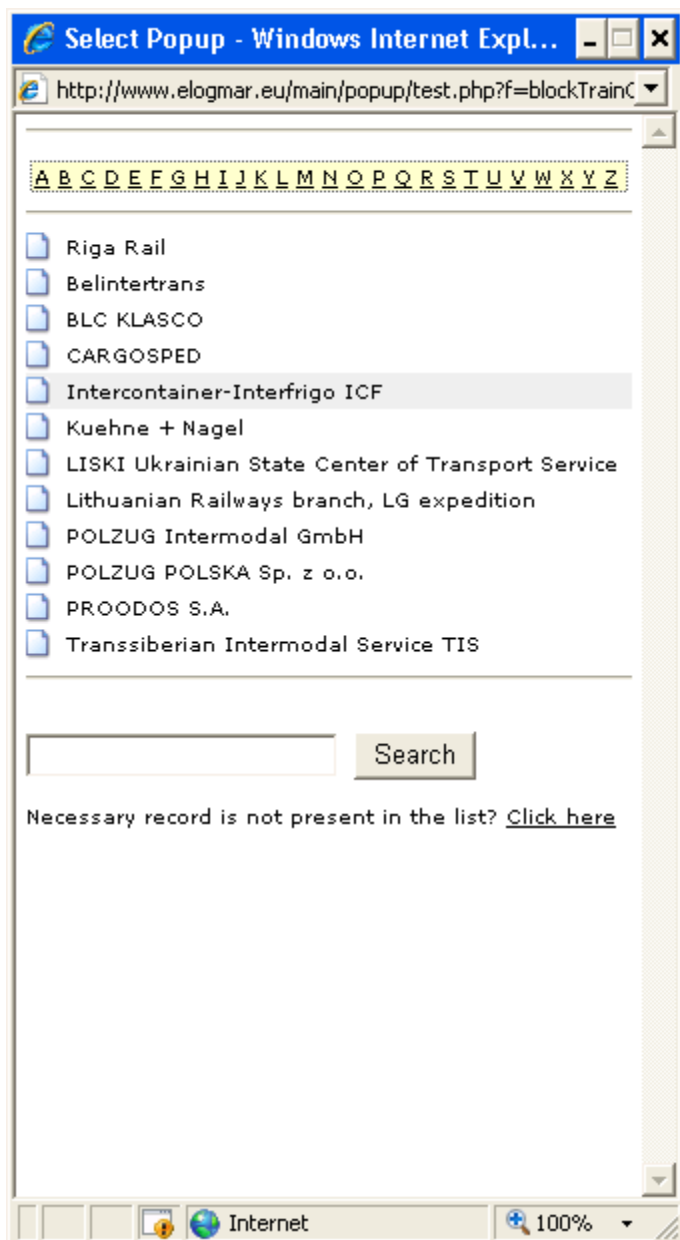 Select Popup - Windows Internet Expl...
http://www.elogmar.eu/main/popup/test.php?f=blockTrainC
A B C D E F G H I J K L M N O P Q R S T U V W X Y Z
Riga Rail
Belintertrans
BLC KLASCO
CARGOSPED
Intercontainer-Interfrigo ICF
Kuehne + Nagel
LISKI Ukrainian State Center of Transport Service
Lithuanian Railways branch, LG expedition
POLZUG Intermodal GmbH
POLZUG POLSKA Sp. z o.o.
PROODOS S.A.
Transsiberian Intermodal Service TIS
Search
Necessary record is not present in the list? Click here
Internet 100%